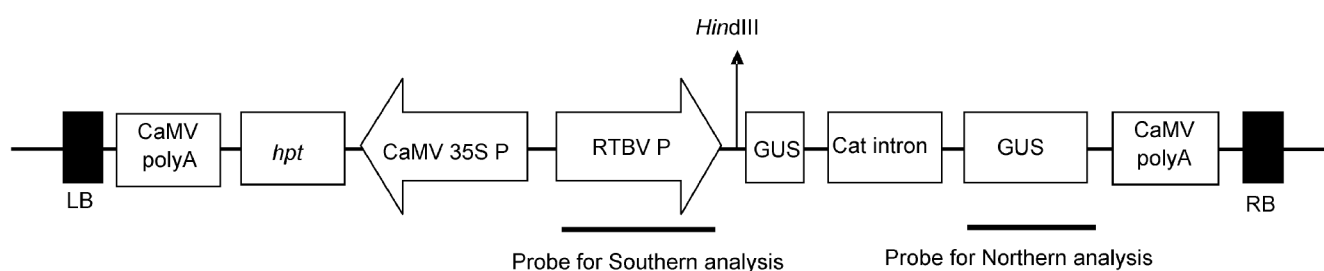 HindIII
CaMV
polyA
hpt
CaMV 35S P
RTBV P
GUS
Cat intron
GUS
CaMV
polyA
LB
RB
Probe for Southern analysis
Probe for Northern analysis